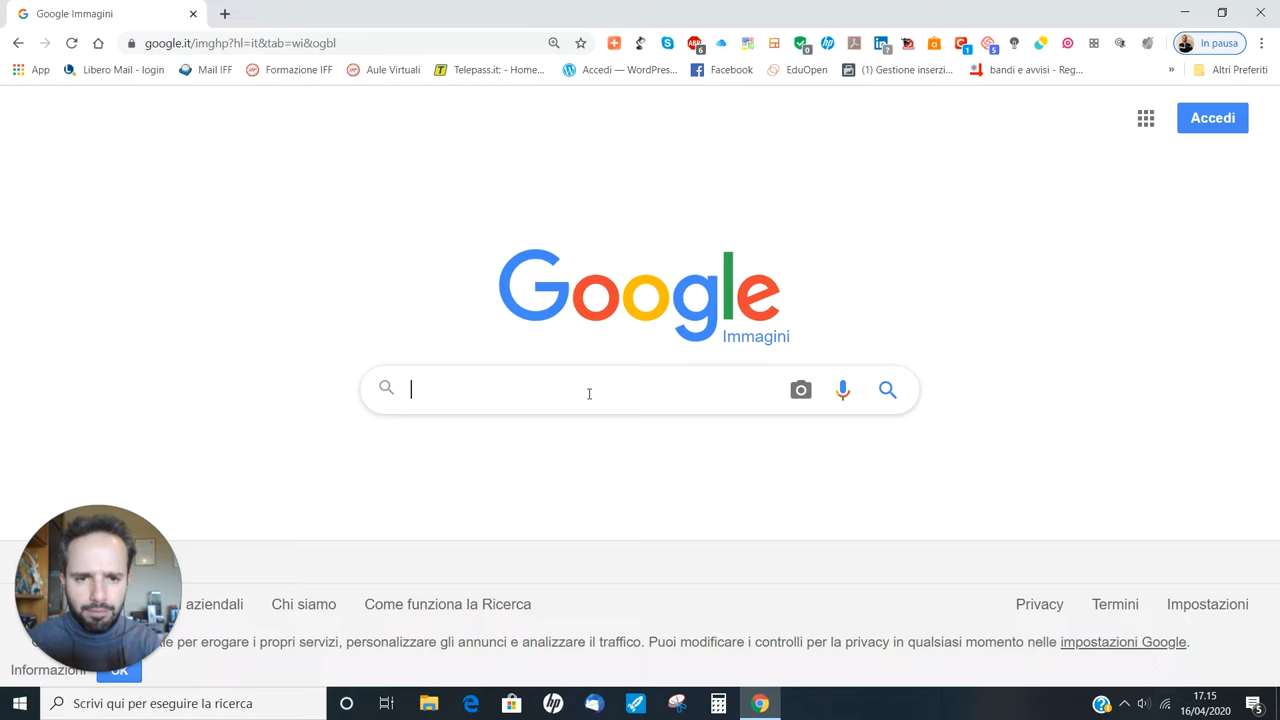 Google Immagini
google.it/imghp?hl=it&tab=wi&ogbl
In pausa
App
Libero Mail - login
Mail IFF
Formazione IFF
Aule Virtuali
Telepass.it: - Home...
Accedi — WordPress...
Facebook
EduOpen
(1) Gestione inserzi...
bandi e avvisi - Reg...
»
Altri Preferiti
Accedi
Google
Immagini
aziendali
Chi siamo
Come funziona la Ricerca
Privacy
Termini
Impostazioni
per erogare i propri servizi, personalizzare gli annunci e analizzare il traffico. Puoi modificare i controlli per la privacy in qualsiasi momento nelle impostazioni Google.
Informazioni
OK
Scrivi qui per eseguire la ricerca
17.15
16/04/2020
5